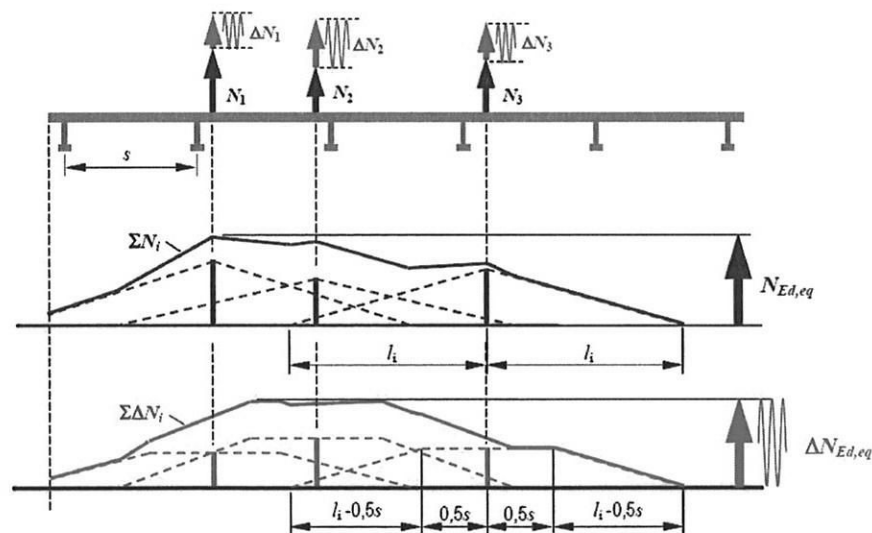 ΔN1
ΔN2
ΔN3
N1
N2
N3
s
ΣNi
NEd,eq
li
li
ΣΔNi
ΔNEd,eq
li-0,5s
0,5s
0,5s
li-0,5s